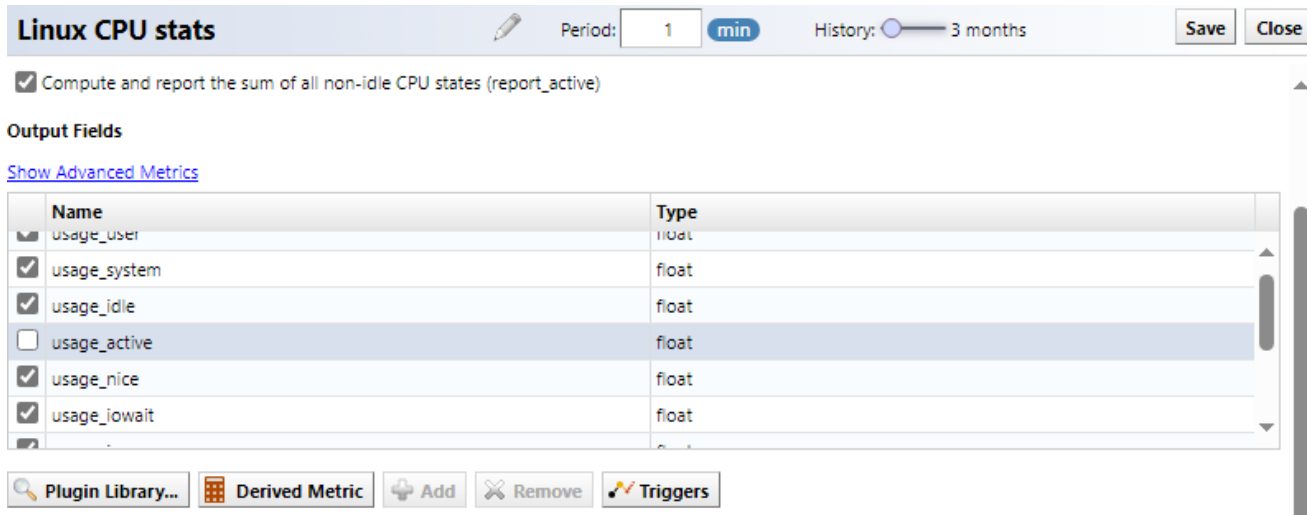 Linux CPU stats Period: 1 min History: 3 months Save Close
Compute and report the sum of all non-idle CPU states (report_active)
Output Fields
Show Advanced Metrics
Name Type
usage_user float
usage_system float
usage_idle float
usage_active float
usage_nice float
usage_iowait float
Plugin Library... Derived Metric Add Remove Triggers